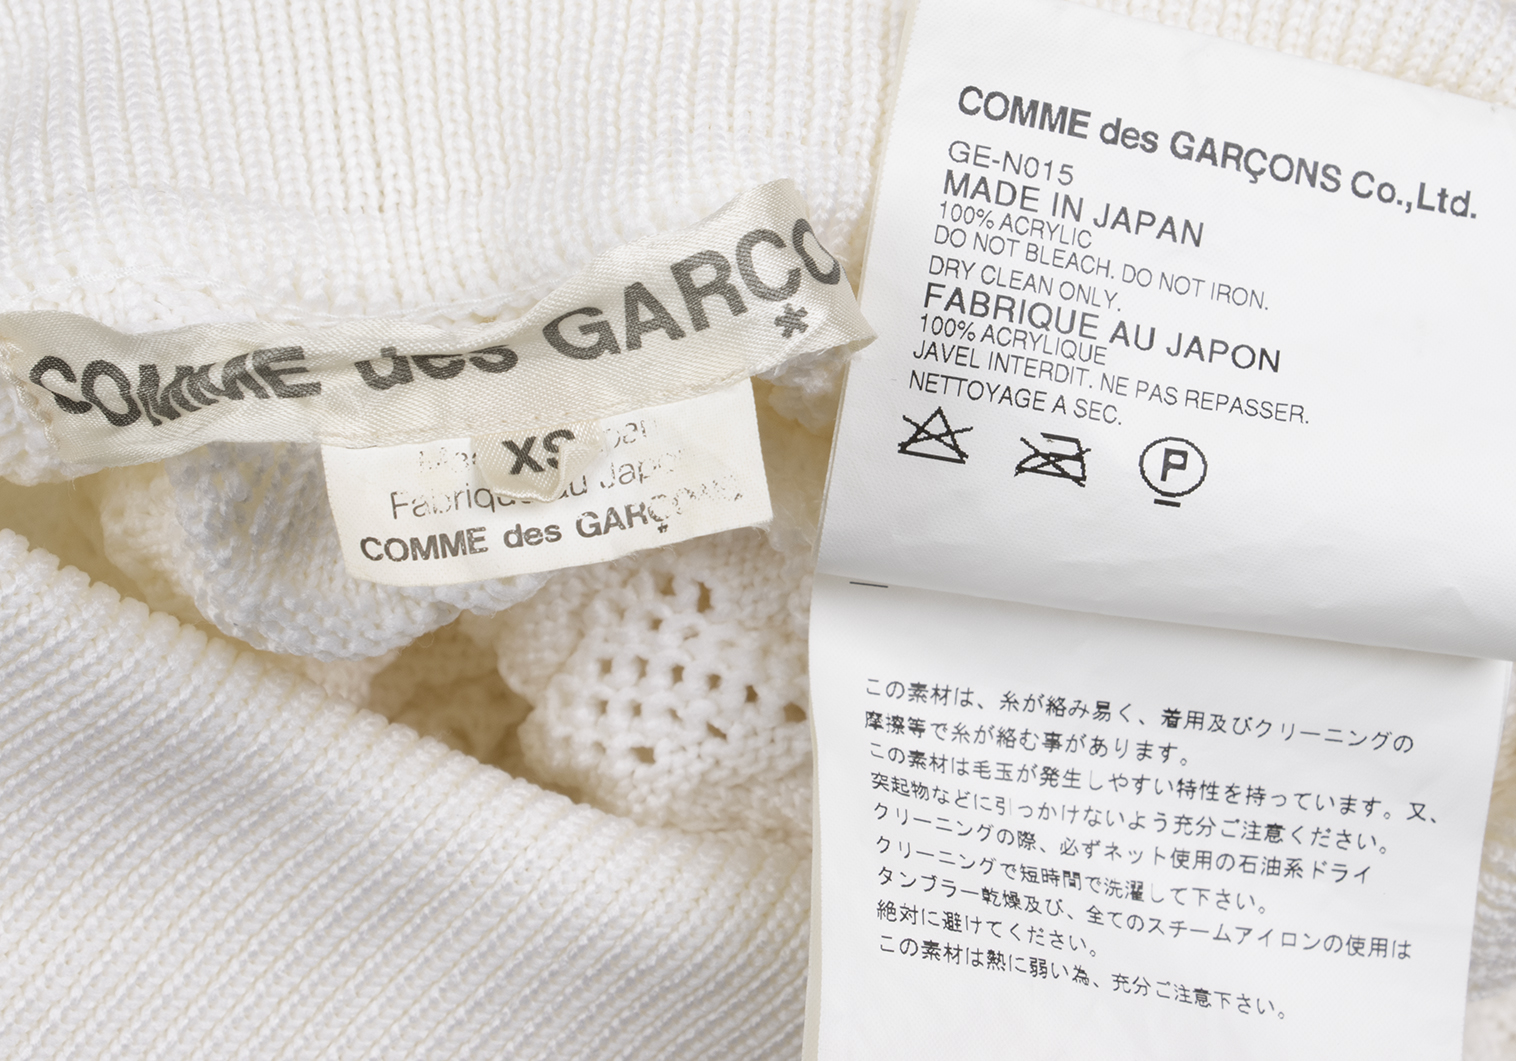 COMME des GARÇO
*
XS
Fabriqu au Japo
COMME des GARÇONS
COMME des GARÇONS Co.,Ltd.
GE-N015
MADE IN JAPAN
100% ACRYLIC
DO NOT BLEACH. DO NOT IRON.
DRY CLEAN ONLY.
FABRIQUE AU JAPON
100% ACRYLIQUE
JAVEL INTERDIT. NE PAS REPASSER.
NETTOYAGE A SEC.
P
この素材は、糸が絡み易く、着用及びクリーニングの
摩擦等で糸が絡む事があります。
この素材は毛玉が発生しやすい特性を持っています。又、
突起物などに引っかけないよう充分ご注意ください。
クリーニングの際、必ずネット使用の石油系ドライ
クリーニングで短時間で洗濯して下さい。
タンブラー乾燥及び、全てのスチームアイロンの使用は
絶対に避けてください。
この素材は熱に弱い為、充分ご注意下さい。